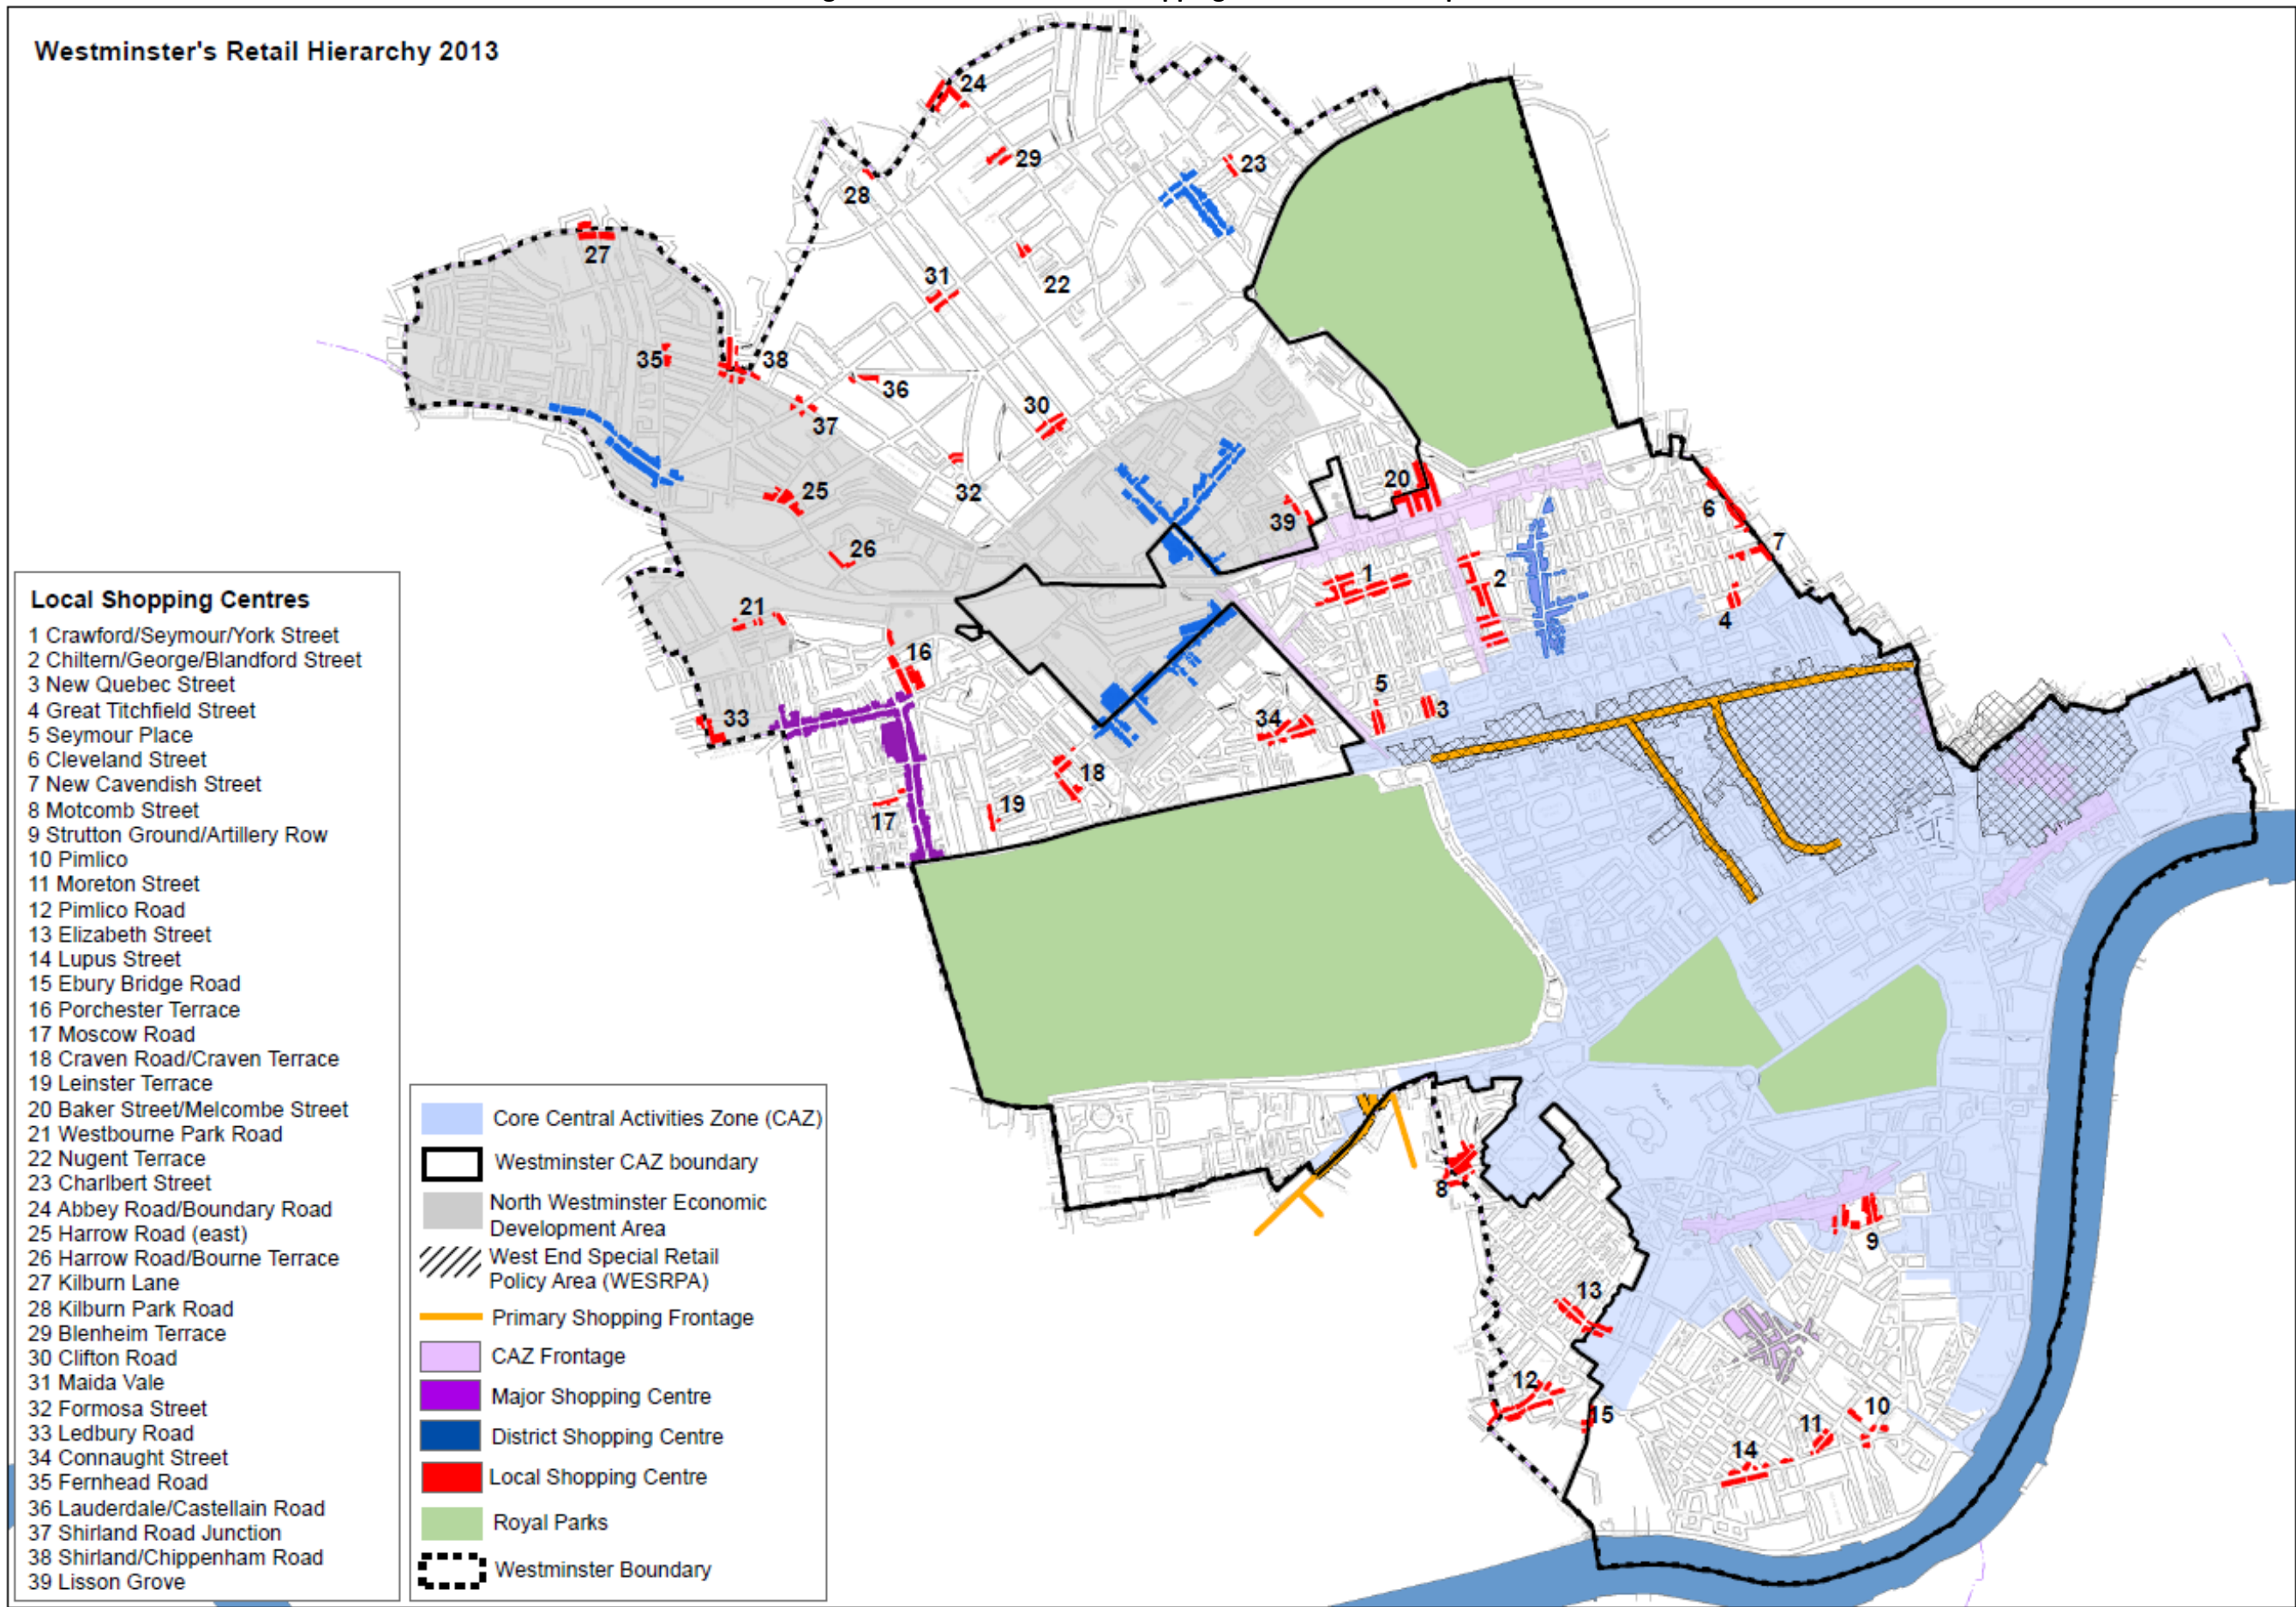 Westminster's Retail Hierarchy 2013
24
29
23
28
27
31
22
35
38
36
37
30
25
32
20
39
6
7
26
1
2
4
21
16
5
3
33
34
18
19
17
8
9
13
12
15
10
11
14
Local Shopping Centres
1 Crawford/Seymour/York Street
2 Chiltern/George/Blandford Street
3 New Quebec Street
4 Great Titchfield Street
5 Seymour Place
6 Cleveland Street
7 New Cavendish Street
8 Motcomb Street
9 Strutton Ground/Artillery Row
10 Pimlico
11 Moreton Street
12 Pimlico Road
13 Elizabeth Street
14 Lupus Street
15 Ebury Bridge Road
16 Porchester Terrace
17 Moscow Road
18 Craven Road/Craven Terrace
19 Leinster Terrace
20 Baker Street/Melcombe Street
21 Westbourne Park Road
22 Nugent Terrace
23 Charlbert Street
24 Abbey Road/Boundary Road
25 Harrow Road (east)
26 Harrow Road/Bourne Terrace
27 Kilburn Lane
28 Kilburn Park Road
29 Blenheim Terrace
30 Clifton Road
31 Maida Vale
32 Formosa Street
33 Ledbury Road
34 Connaught Street
35 Fernhead Road
36 Lauderdale/Castellain Road
37 Shirland Road Junction
38 Shirland/Chippenham Road
39 Lisson Grove
Core Central Activities Zone (CAZ)
Westminster CAZ boundary
North Westminster Economic
Development Area
West End Special Retail
Policy Area (WESRPA)
Primary Shopping Frontage
CAZ Frontage
Major Shopping Centre
District Shopping Centre
Local Shopping Centre
Royal Parks
Westminster Boundary